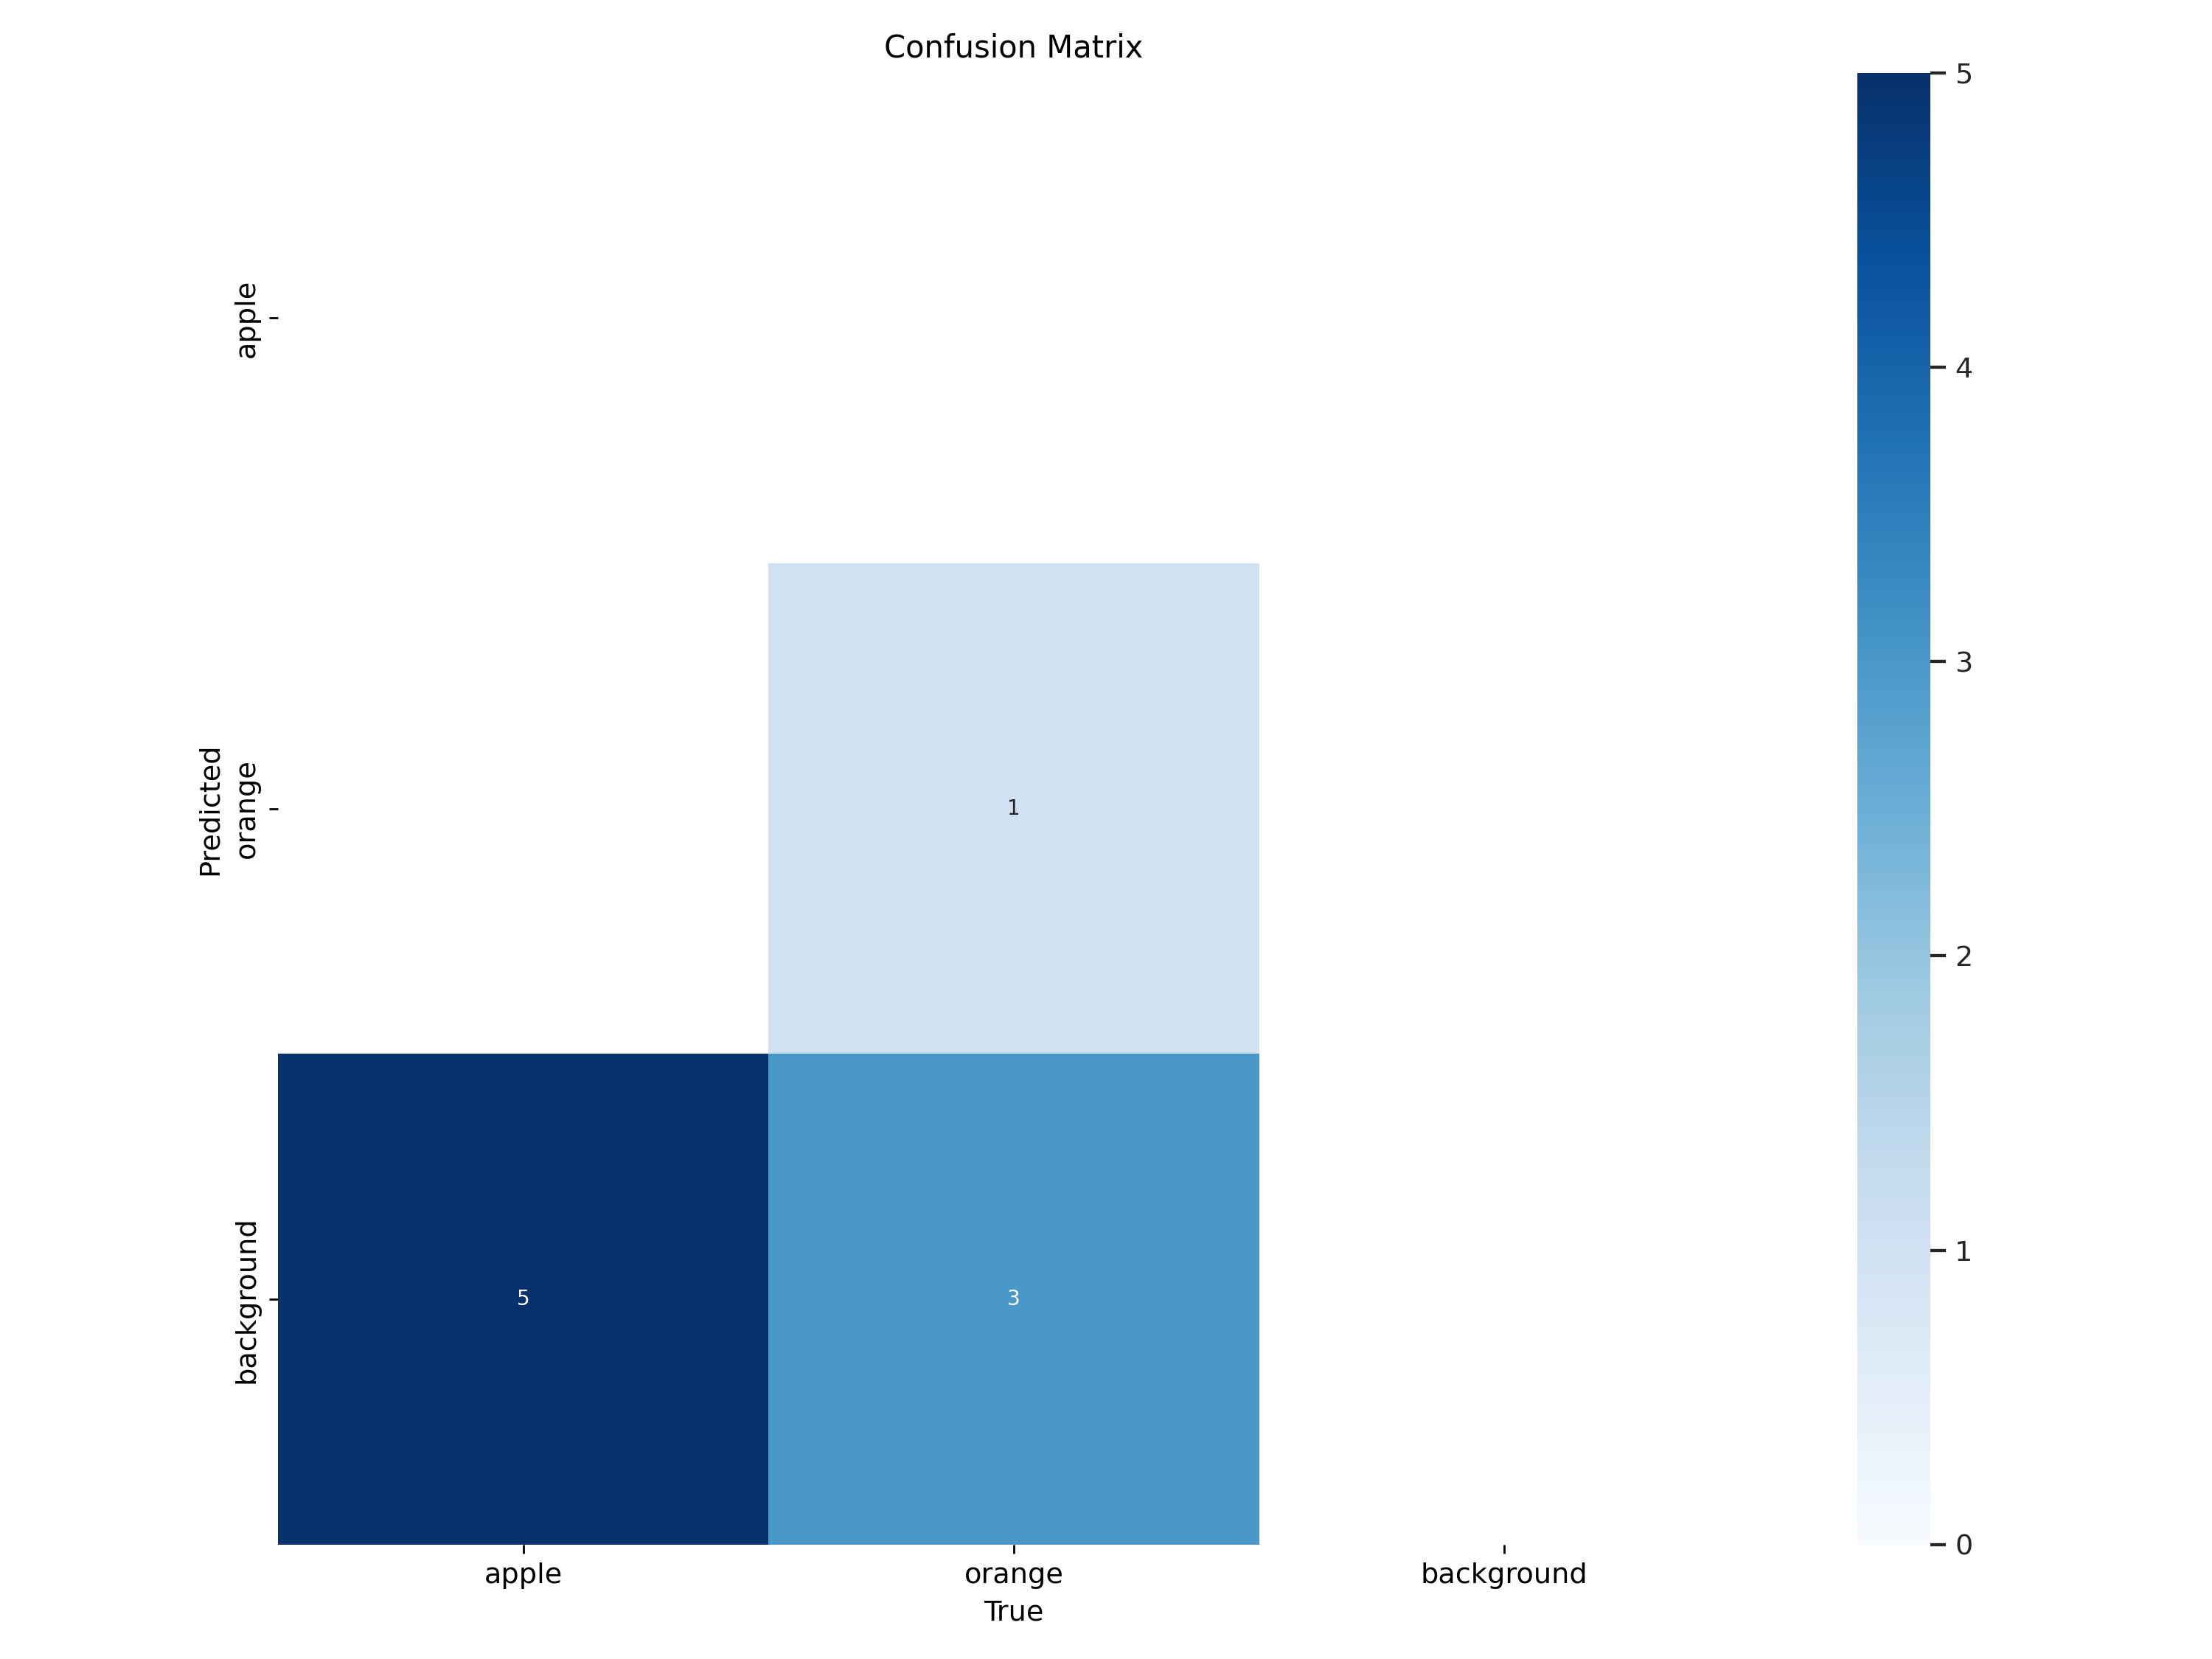 Confusion Matrix
apple
orange
background
Predicted
1
5
3
apple
orange
background
True
5
4
3
2
1
0